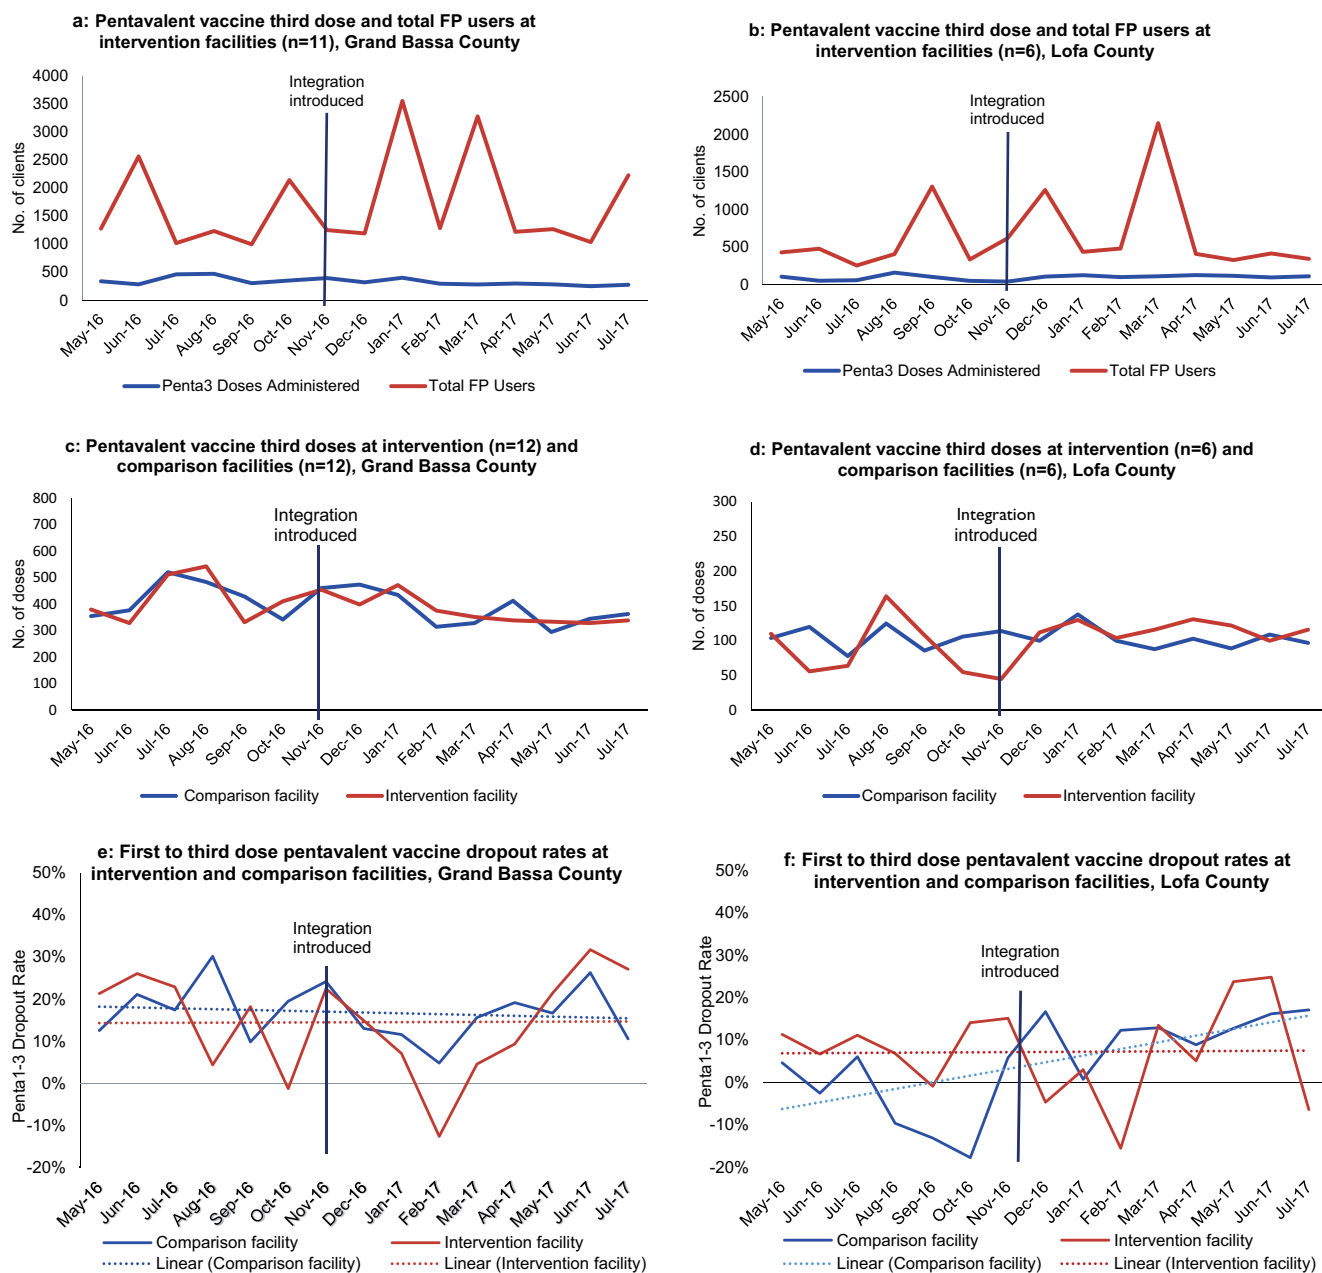 a: Pentavalent vaccine third dose and total FP users at
intervention facilities (n=11), Grand Bassa County
Integration
introduced
No. of clients
4000
3500
3000
2500
2000
1500
1000
500
0
May-16
Jun-16
Jul-16
Aug-16
Sep-16
Oct-16
Nov-16
Dec-16
Jan-17
Feb-17
Mar-17
Apr-17
May-17
Jun-17
Jul-17
Penta3 Doses Administered
Total FP Users
b: Pentavalent vaccine third dose and total FP users at
intervention facilities (n=6), Lofa County
Integration
introduced
No. of clients
2500
2000
1500
1000
500
0
May-16
Jun-16
Jul-16
Aug-16
Sep-16
Oct-16
Nov-16
Dec-16
Jan-17
Feb-17
Mar-17
Apr-17
May-17
Jun-17
Jul-17
Penta3 Doses Administered
Total FP Users
c: Pentavalent vaccine third doses at intervention (n=12) and
comparison facilities (n=12), Grand Bassa County
Integration
introduced
No. of doses
800
700
600
500
400
300
200
100
0
May-16
Jun-16
Jul-16
Aug-16
Sep-16
Oct-16
Nov-16
Dec-16
Jan-17
Feb-17
Mar-17
Apr-17
May-17
Jun-17
Jul-17
Comparison facility
Intervention facility
d: Pentavalent vaccine third doses at intervention (n=6) and
comparison facilities (n=6), Lofa County
Integration
introduced
No. of doses
300
250
200
150
100
50
0
May-16
Jun-16
Jul-16
Aug-16
Sep-16
Oct-16
Nov-16
Dec-16
Jan-17
Feb-17
Mar-17
Apr-17
May-17
Jun-17
Jul-17
Comparison facility
Intervention facility
e: First to third dose pentavalent vaccine dropout rates at
intervention and comparison facilities, Grand Bassa County
Integration
introduced
Penta1-3 Dropout Rate
50%
40%
30%
20%
10%
0%
-10%
-20%
May-16
Jun-16
Jul-16
Aug-16
Sep-16
Oct-16
Nov-16
Dec-16
Jan-17
Feb-17
Mar-17
Apr-17
May-17
Jun-17
Jul-17
Comparison facility
Intervention facility
Linear (Comparison facility)
Linear (Intervention facility)
f: First to third dose pentavalent vaccine dropout rates at
intervention and comparison facilities, Lofa County
Integration
introduced
Penta1-3 Dropout Rate
50%
40%
30%
20%
10%
0%
-10%
-20%
May-16
Jun-16
Jul-16
Aug-16
Sep-16
Oct-16
Nov-16
Dec-16
Jan-17
Feb-17
Mar-17
Apr-17
May-17
Jun-17
Jul-17
Comparison facility
Intervention facility
Linear (Comparison facility)
Linear (Intervention facility)